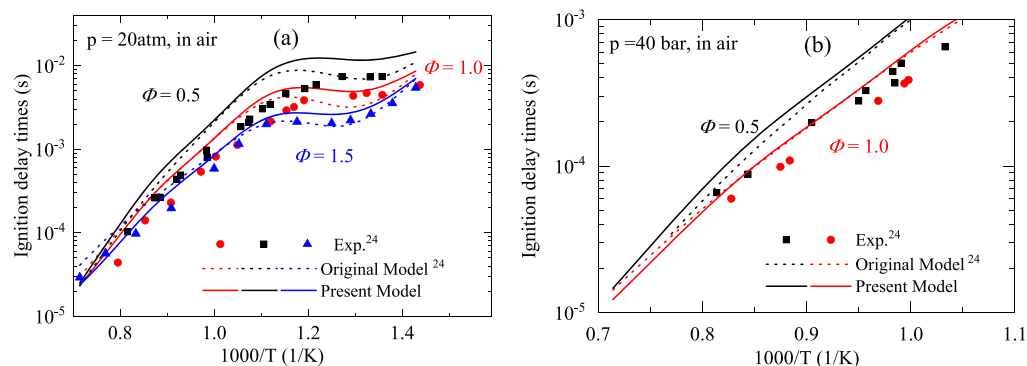 p = 20atm, in air
(a)
Φ = 1.0
Φ = 0.5
Φ = 1.5
Exp.24
Original Model 24
Present Model
10-2
10-3
10-4
10-5
Ignition delay times (s)
0.8
1.0
1.2
1.4
1000/T (1/K)
p =40 bar, in air
(b)
Φ = 0.5
Φ = 1.0
Exp.24
Original Model 24
Present Model
10-3
10-4
10-5
Ignition delay times (s)
0.7
0.8
0.9
1.0
1.1
1000/T (1/K)